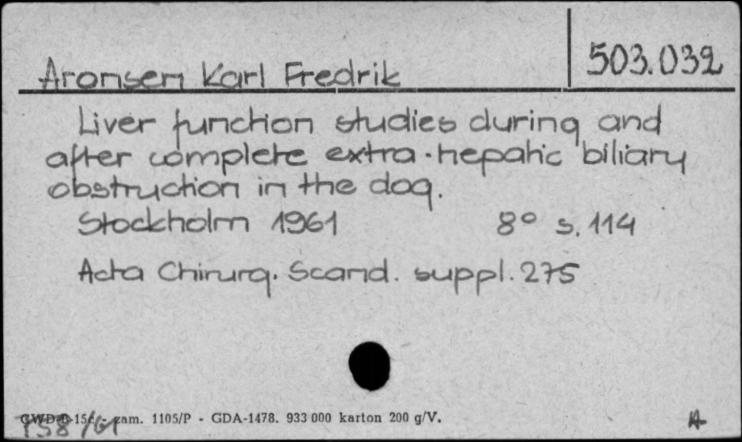 Aronsen Karl Fredrik 503.032
Liver function studies during and
after complete extra-hepatic biliary
obstruction in the dog.
Stockholm 1961 8° s. 114
Acta Chirurg. Scand. suppl. 275
zam. 1105/P - GDA-1478. 933 000 karton 200 g/V.
A